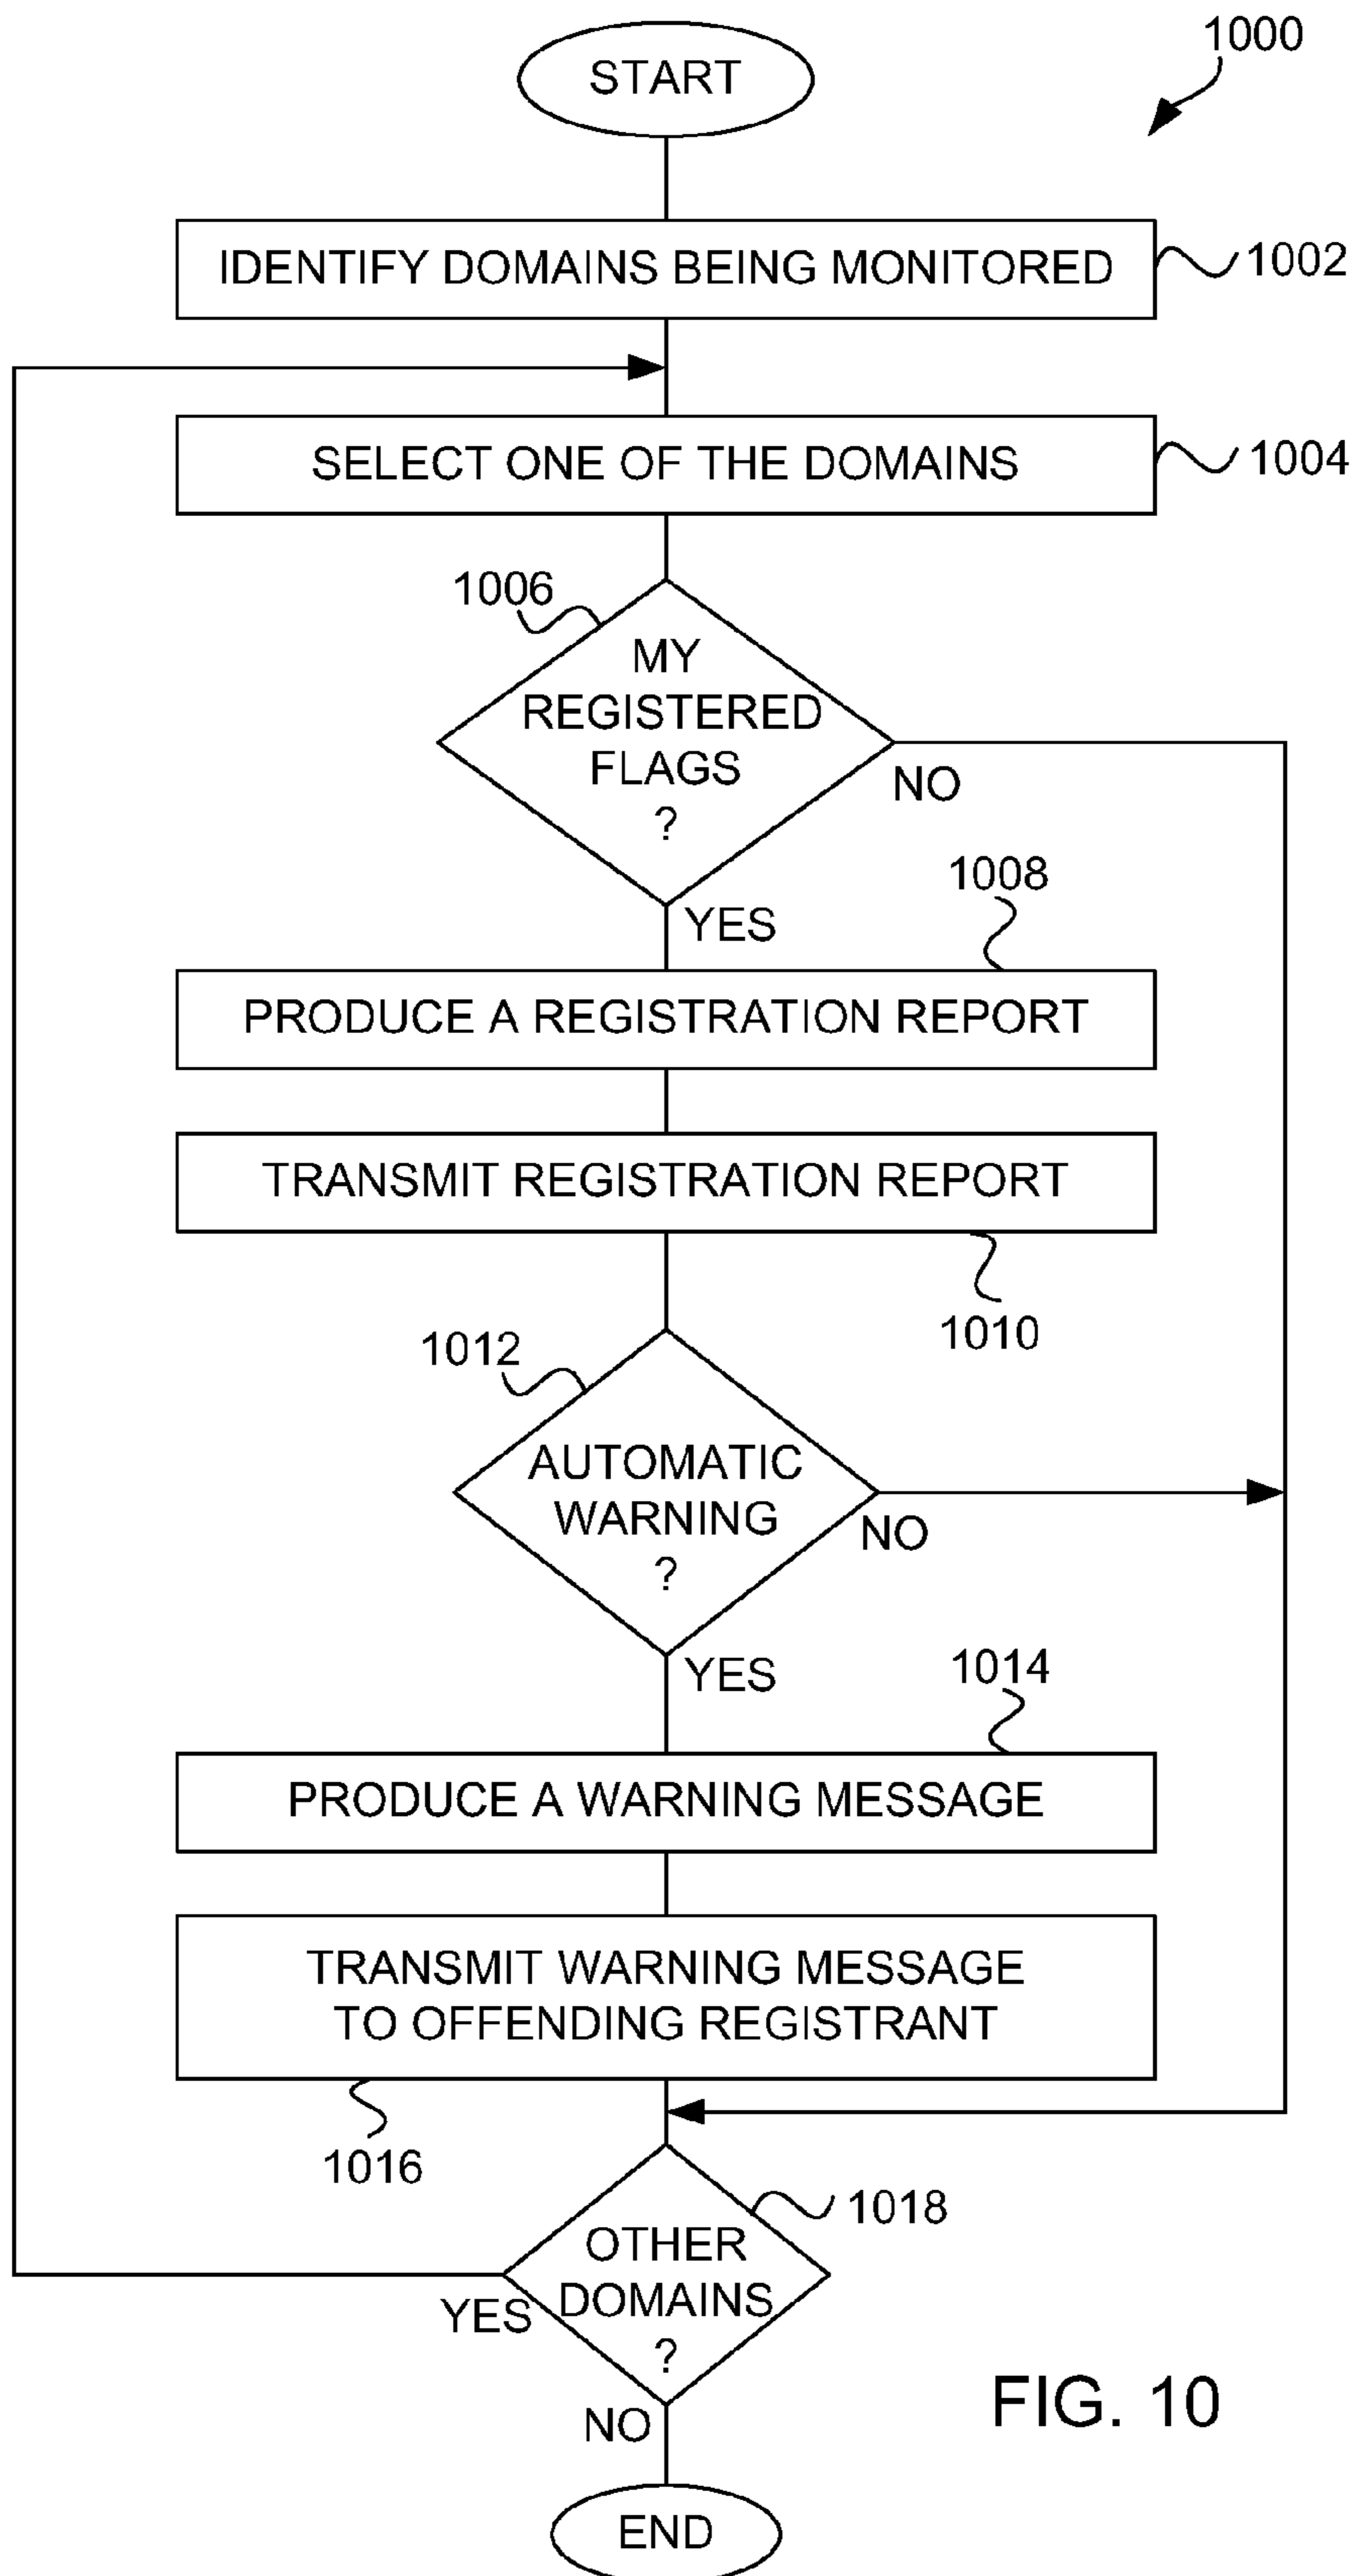 1000
START
IDENTIFY DOMAINS BEING MONITORED
1002
SELECT ONE OF THE DOMAINS
1004
1006
MY
REGISTERED
FLAGS
?
NO
YES
1008
PRODUCE A REGISTRATION REPORT
TRANSMIT REGISTRATION REPORT
1010
1012
AUTOMATIC
WARNING
?
NO
YES
1014
PRODUCE A WARNING MESSAGE
TRANSMIT WARNING MESSAGE
TO OFFENDING REGISTRANT
1016
1018
OTHER
DOMAINS
?
YES
NO
END
FIG. 10